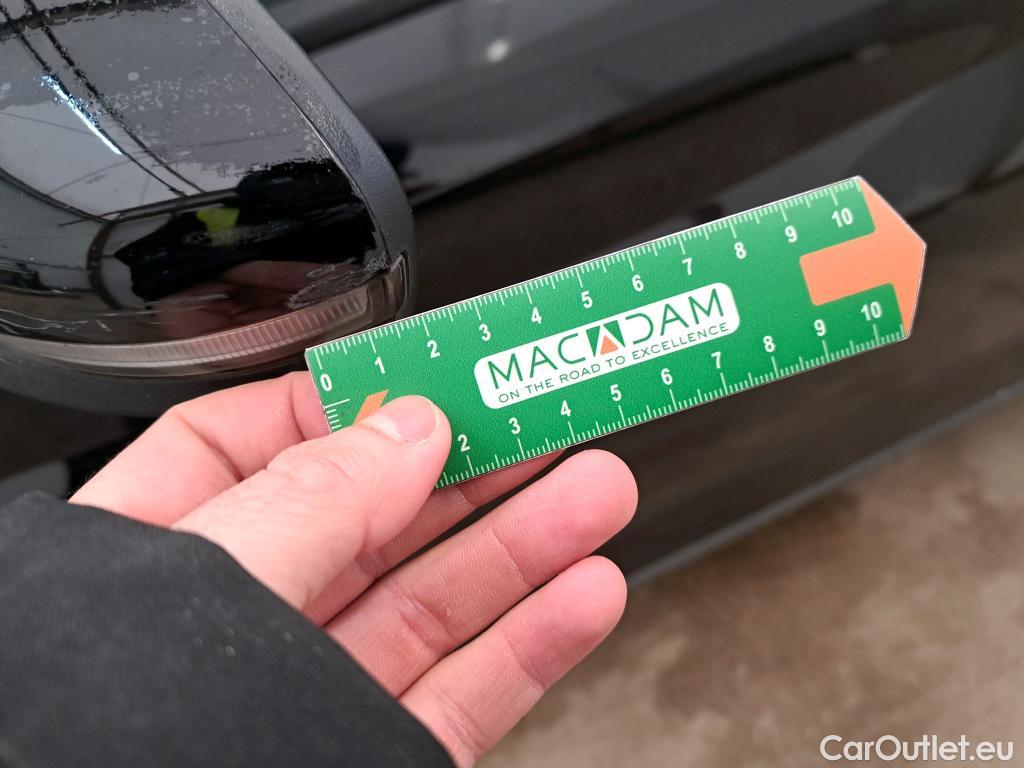 0 1 2 3 4 5 6 7 8 9 10
MACADAM
ON THE ROAD TO EXCELLENCE
2 3 4 5 6 7 8 9 10
CarOutlet.eu